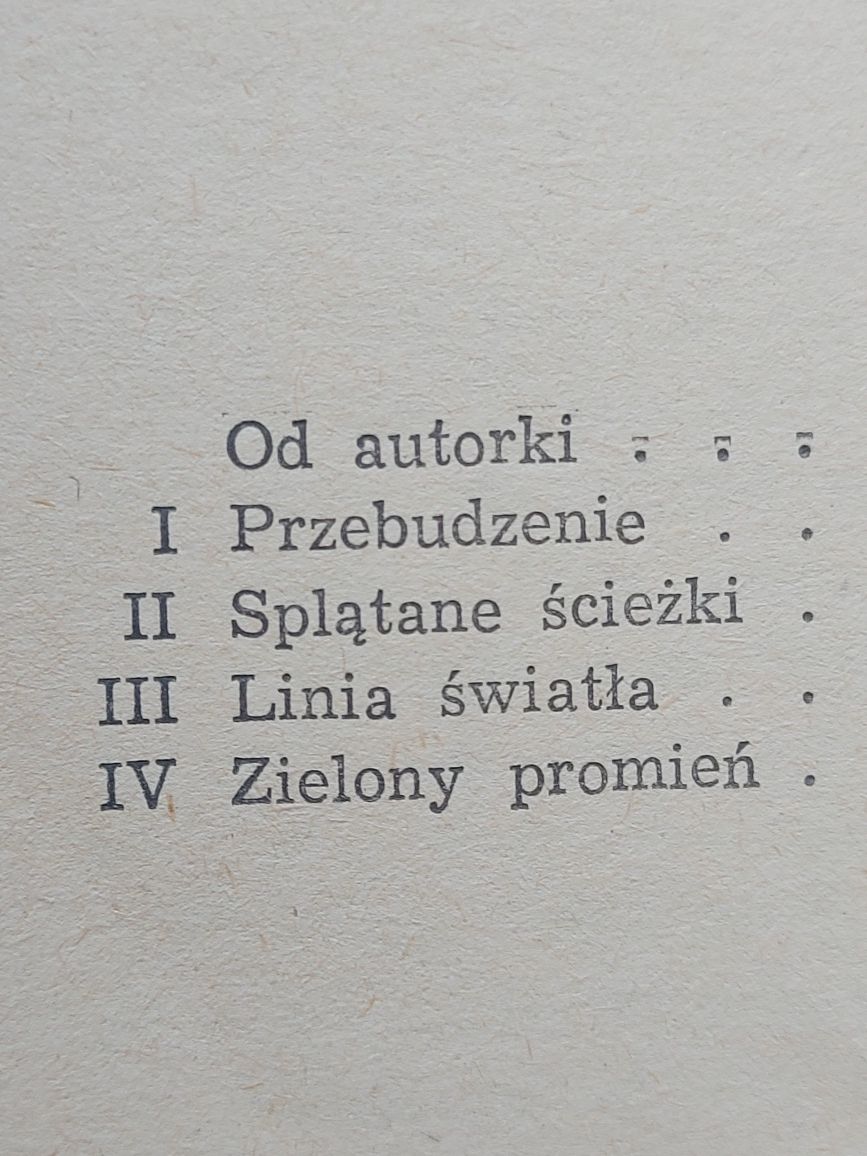 Od autorki . . .
I Przebudzenie . .
II Splątane ścieżki .
III Linia światła . .
IV Zielony promień .